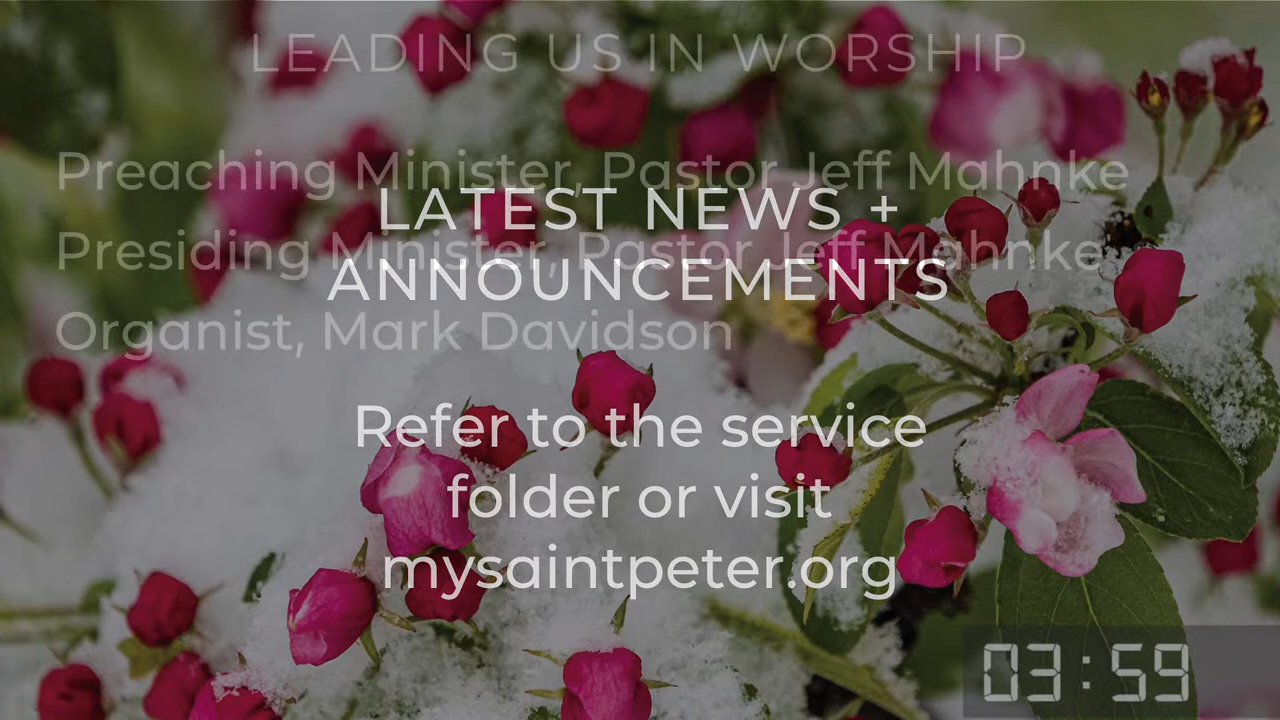 LEADING US IN WORSHIP
Preaching Minister, Pastor Jeff Mahnke
LATEST NEWS +
Presiding Minister, Pastor Jeff Mahnke
ANNOUNCEMENTS
Organist, Mark Davidson
Refer to the service
folder or visit
mysaintpeter.org
03:59